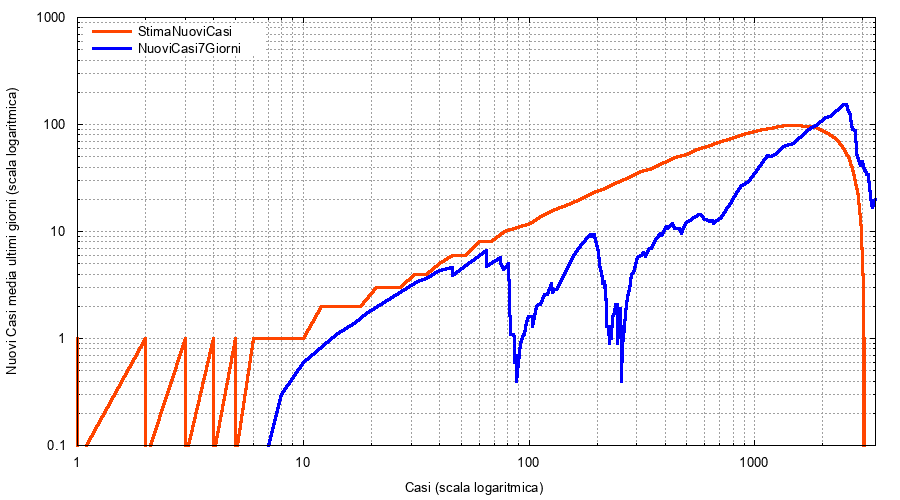 1000
StimaNuoviCasi
NuoviCasi7Giorni
100
10
1
0.1
Nuovi Casi media ultimi giorni (scala logaritmica)
1 10 100 1000
Casi (scala logaritmica)